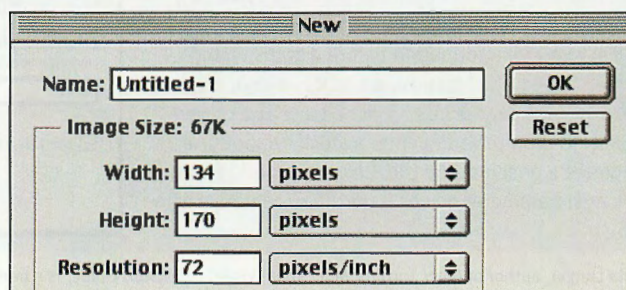 New
Name: Untitled-1
OK
Image Size: 67K
Reset
Width: 134 pixels
Height: 170 pixels
Resolution: 72 pixels/inch